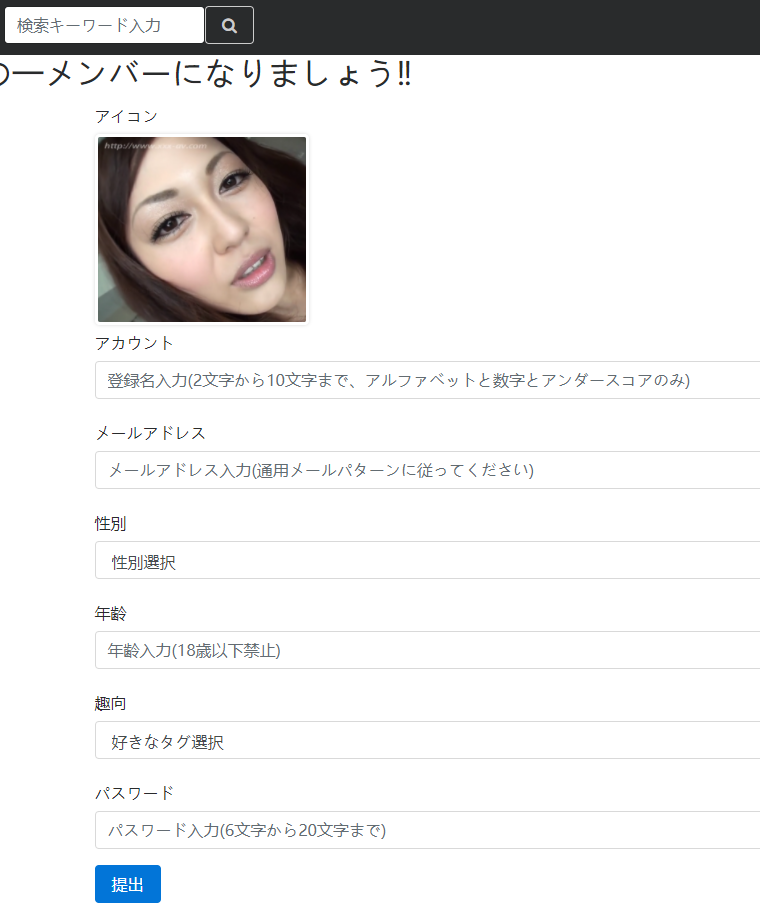 検索キーワード入力
の一メンバーになりましょう!!
アイコン
アカウント
登録名入力(2文字から10文字まで、アルファベットと数字とアンダースコアのみ)
メールアドレス
メールアドレス入力(通用メールパターンに従ってください)
性別
性別選択
年齢
年齢入力(18歳以下禁止)
趣向
好きなタグ選択
パスワード
パスワード入力(6文字から20文字まで)
提出